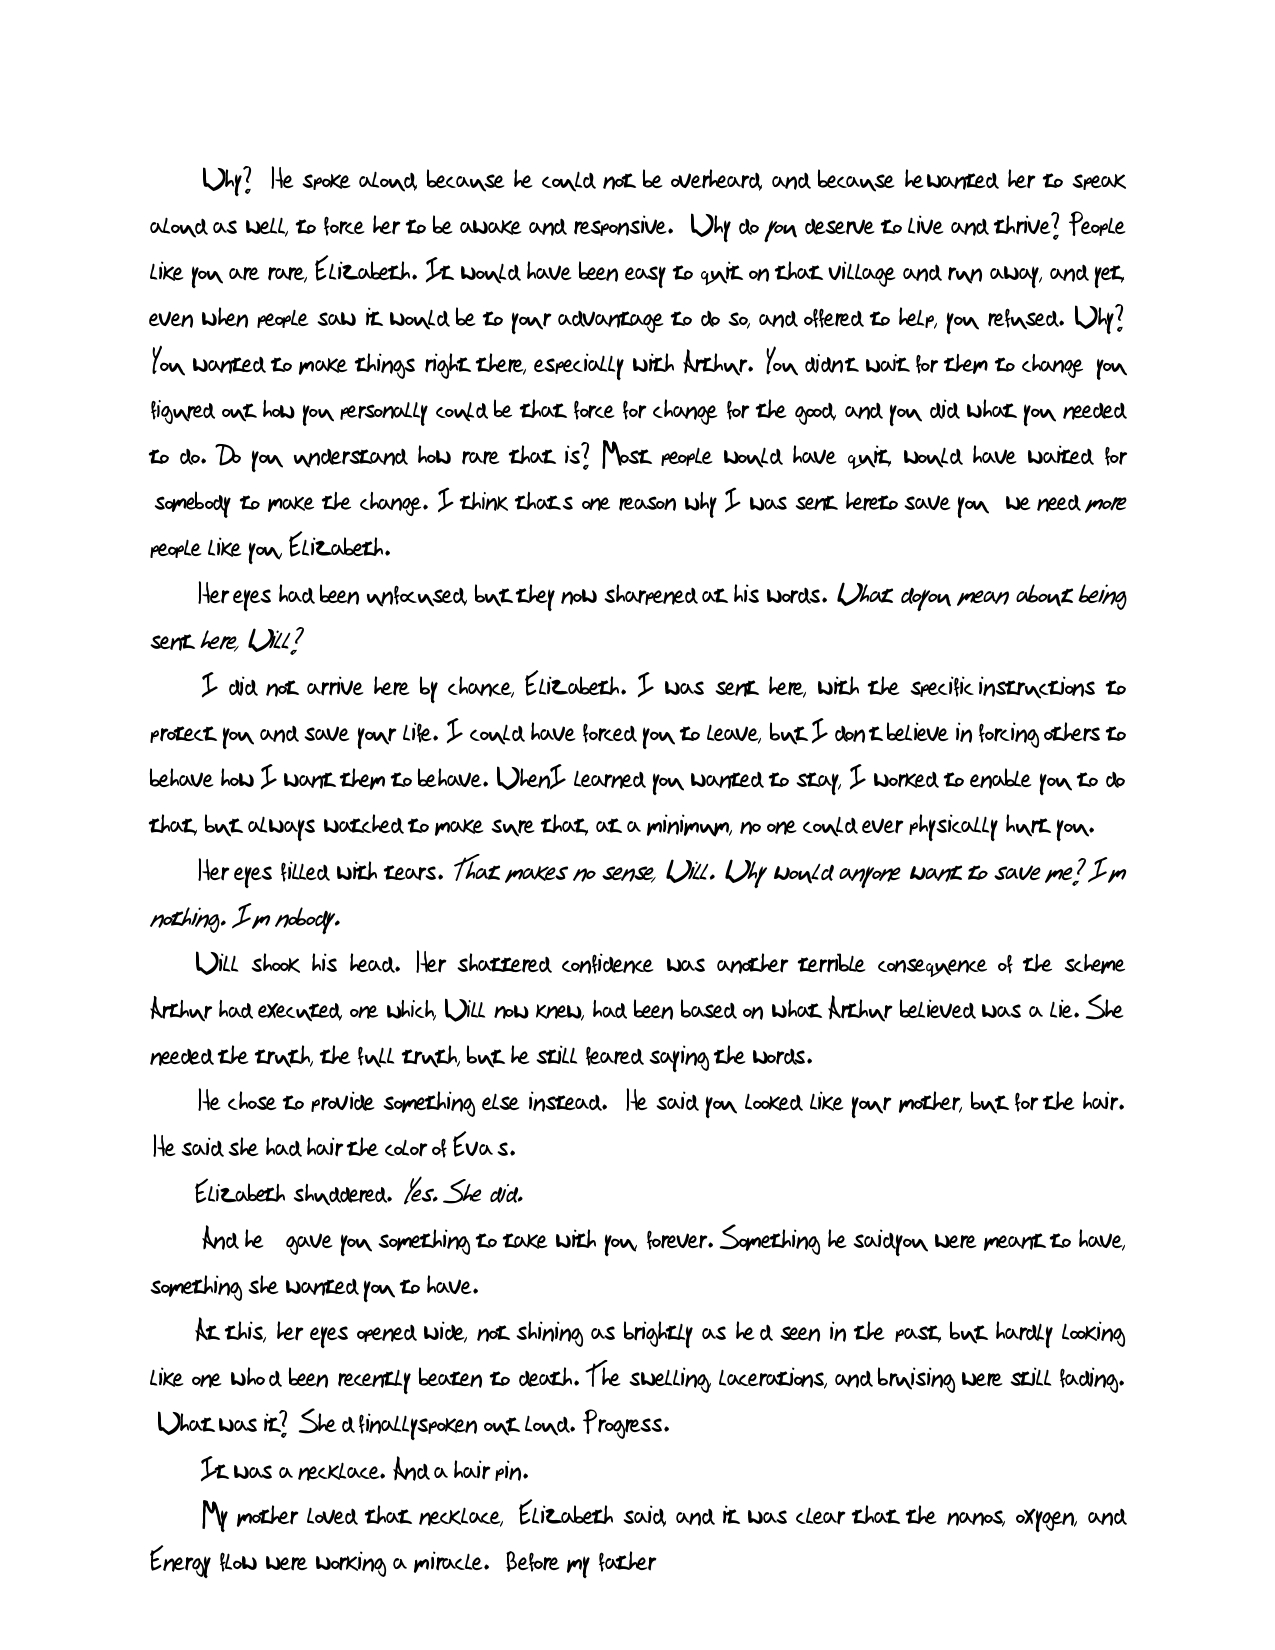 Why? He spoke aloud, because he could not be overheard, and because he wanted her to speak
aloud as well, to force her to be awake and responsive. Why do you deserve to live and thrive? People
like you are rare, Elizabeth. It would have been easy to quit on that village and run away, and yet,
even when people saw it would be to your advantage to do so, and offered to help, you refused. Why?
You wanted to make things right there, especially with Arthur. You didnt wait for them to change you
figured out how you personally could be that force for change for the good, and you did what you needed
to do. Do you understand how rare that is? Most people would have quit, would have waited for
somebody to make the change. I think thats one reason why I was sent hereto save you we need more
people like you, Elizabeth.
Her eyes had been unfocused, but they now sharpened at his words. What doyou mean about being
sent here, Will?
I did not arrive here by chance, Elizabeth. I was sent here, with the specific instructions to
protect you and save your life. I could have forced you to leave, but I dont believe in forcing others to
behave how I want them to behave. WhenI learned you wanted to stay, I worked to enable you to do
that, but always watched to make sure that, at a minimum, no one could ever physically hurt you.
Her eyes filled with tears. That makes no sense, Will. Why would anyone want to save me? Im
nothing. Im nobody.
Will shook his head. Her shattered confidence was another terrible consequence of the scheme
Arthur had executed, one which, Will now knew, had been based on what Arthur believed was a lie. She
needed the truth, the full truth, but he still feared saying the words.
He chose to provide something else instead. He said you looked like your mother, but for the hair.
He said she had hair the color of Eva s.
Elizabeth shuddered. Yes. She did.
And he gave you something to take with you, forever. Something he saidyou were meant to have,
something she wanted you to have.
At this, her eyes opened wide, not shining as brightly as he d seen in the past, but hardly looking
like one who d been recently beaten to death. The swelling, lacerations, and bruising were still fading.
What was it? She d finallyspoken out loud. Progress.
It was a necklace. And a hair pin.
My mother loved that necklace, Elizabeth said, and it was clear that the nanos, oxygen, and
Energy flow were working a miracle. Before my father